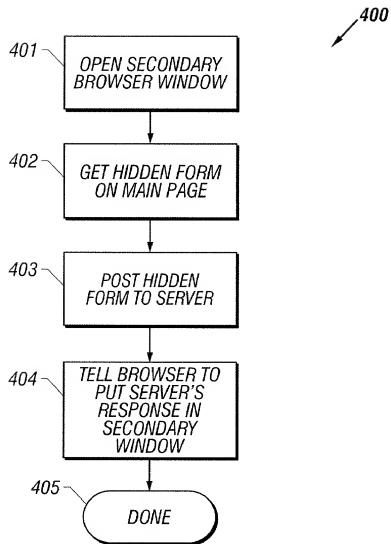 400
401
OPEN SECONDARY
BROWSER WINDOW
402
GET HIDDEN FORM
ON MAIN PAGE
403
POST HIDDEN
FORM TO SERVER
404
TELL BROWSER TO
PUT SERVER'S
RESPONSE IN
SECONDARY
WINDOW
405
DONE